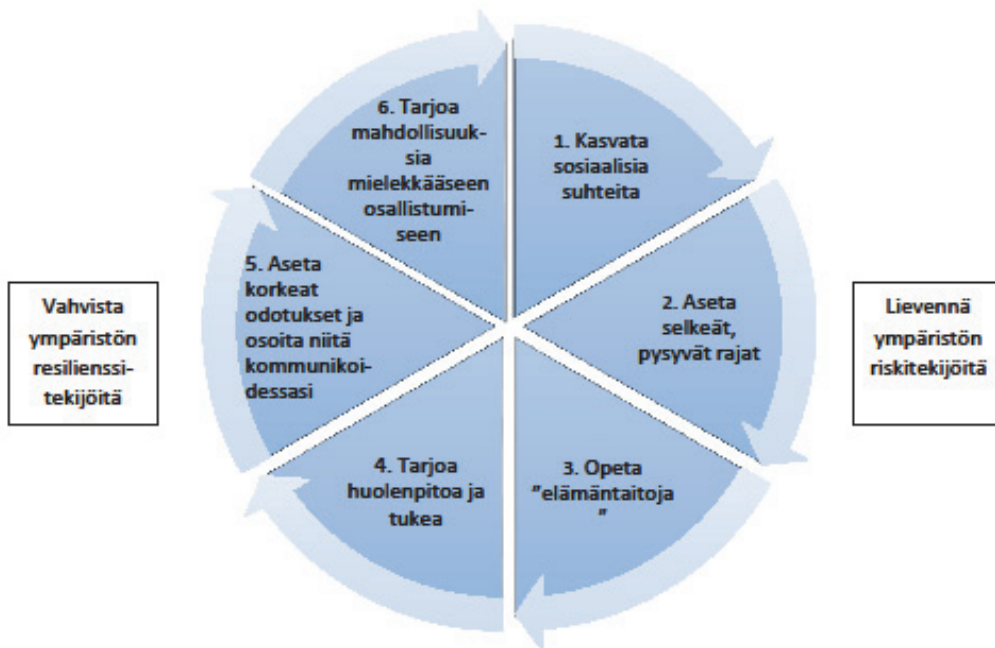 6. Tarjoa
mahdollisuuk-
sia
mielekkääseen
osallistumi-
seen
1. Kasvata
sosiaalisia
suhteita
5. Aseta
korkeat
odotukset ja
osoita niitä
kommunikoi-
dessasi
2. Aseta
selkeät,
pysyvät rajat
Vahvista
ympäristön
resilienssi-
tekijöitä
Lievennä
ympäristön
riskitekijöitä
4. Tarjoa
huolenpitoa ja
tukea
3. Opeta
”elämäntaitoja
”